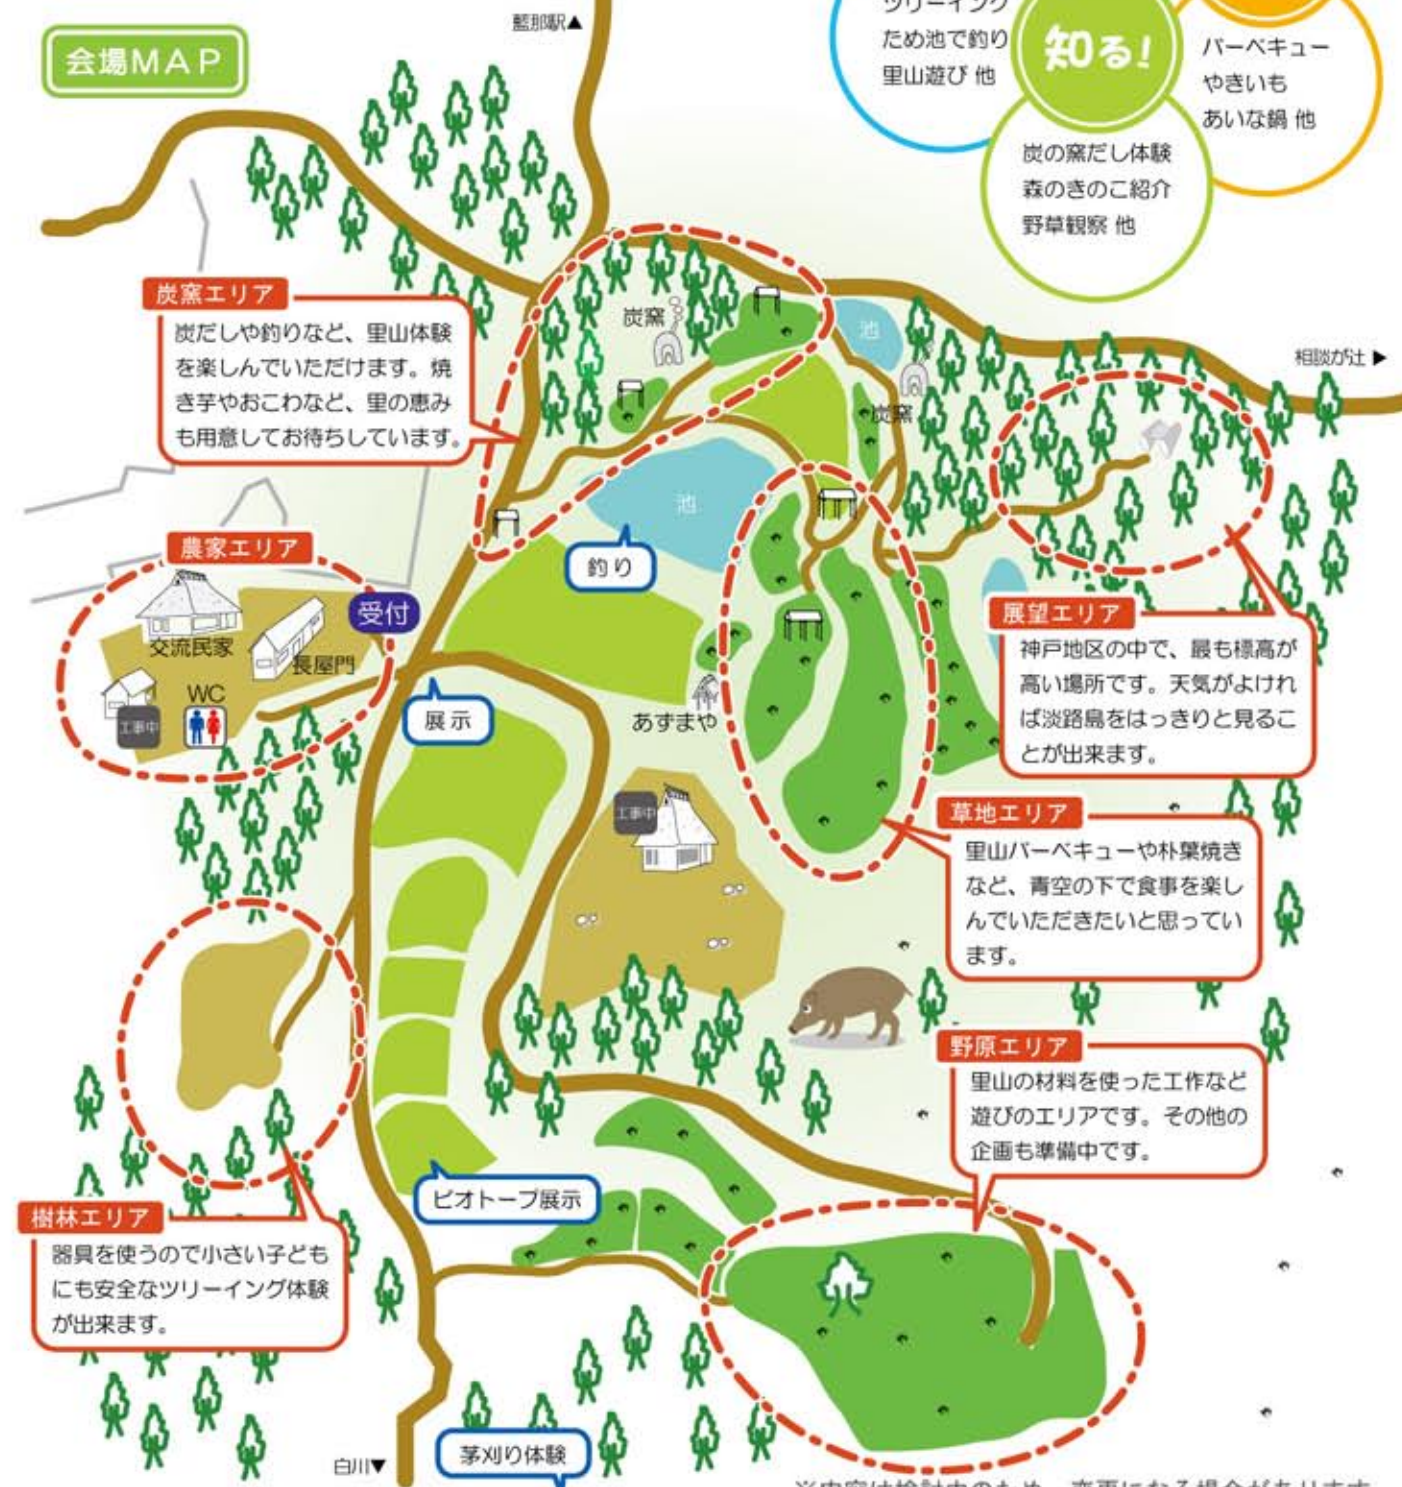 藍那駅▲
会場MAP
ツリーイング
ため池で釣り
里山遊び 他
知る!
バーベキュー
やきいも
あいな鍋 他
炭の窯だし体験
森のきのこ紹介
野草観察 他
炭窯エリア
炭だしや釣りなど、里山体験
を楽しんでいただけます。焼
き芋やおこわなど、里の恵み
も用意してお待ちしています。
炭窯
池
炭窯
相談が辻▶
池
釣り
農家エリア
受付
交流民家
長屋門
WC
工事中
展示
あずまや
工事中
展望エリア
神戸地区の中で、最も標高が
高い場所です。天気がよけれ
ば淡路島をはっきりと見るこ
とが出来ます。
草地エリア
里山バーベキューや朴葉焼き
など、青空の下で食事を楽し
んでいただきたいと思ってい
ます。
野原エリア
里山の材料を使った工作など
遊びのエリアです。その他の
企画も準備中です。
ビオトープ展示
樹林エリア
器具を使うので小さい子ども
にも安全なツリーイング体験
が出来ます。
茅刈り体験
白川▼